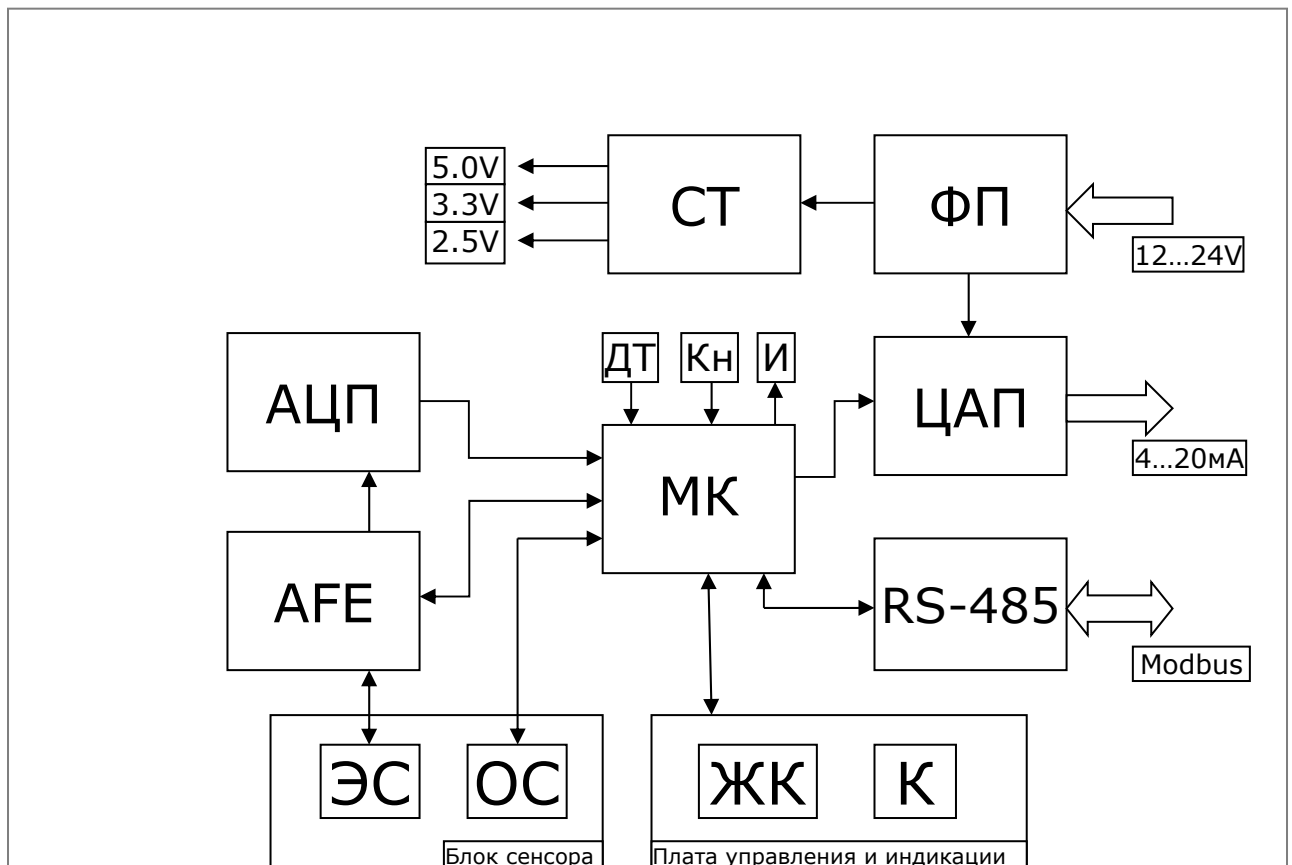 5.0V
3.3V
2.5V
СТ
ФП
12...24V
АЦП
ДТ
Кн
И
ЦАП
4...20мА
МК
AFE
RS-485
Modbus
ЭС
ОС
ЖК
К
Блок сенсора
Плата управления и индикации